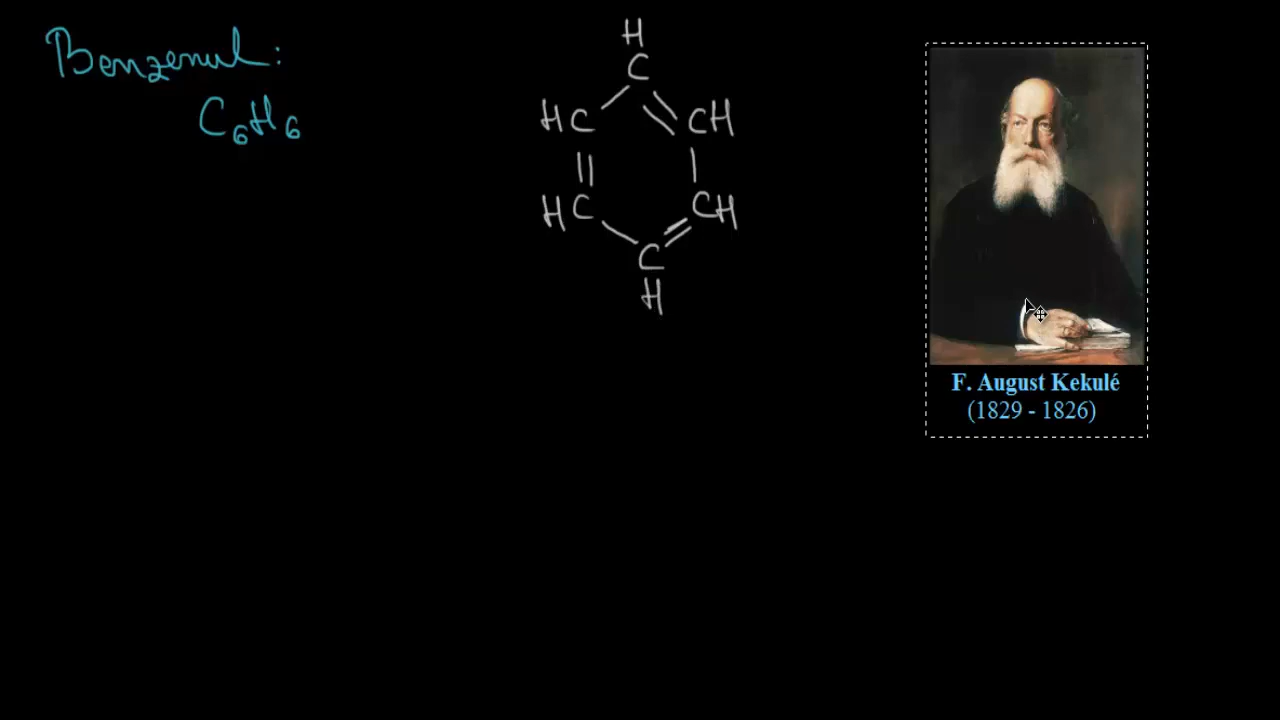 Benzenul:
C6H6
H
C
HC CH
HC CH
C
H
F. August Kekulé
(1829 - 1826)